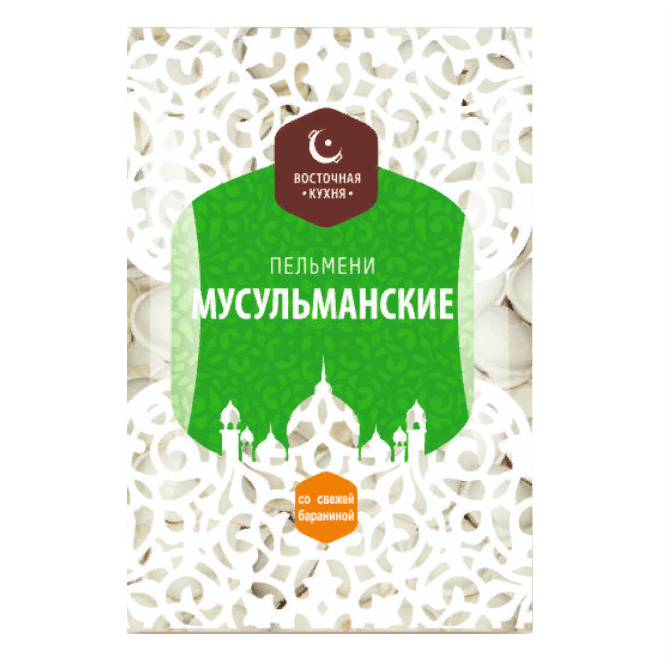 ВОСТОЧНАЯ
• КУХНЯ •
ПЕЛЬМЕНИ
МУСУЛЬМАНСКИЕ
со свежей
бараниной